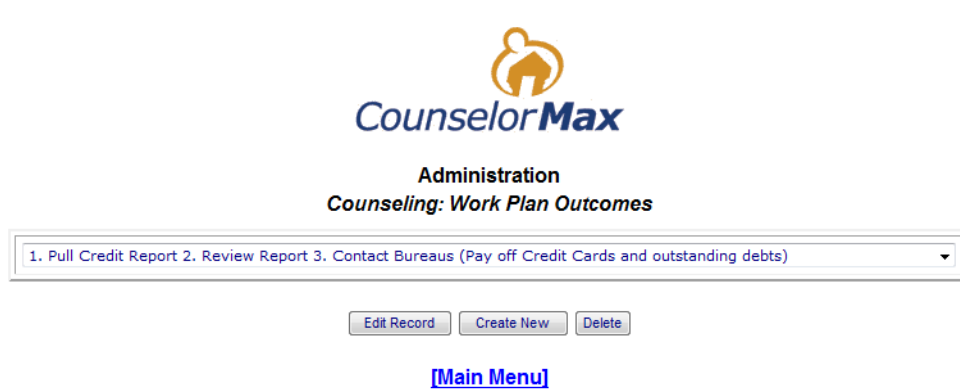 CounselorMax
Administration
Counseling: Work Plan Outcomes
1. Pull Credit Report 2. Review Report 3. Contact Bureaus (Pay off Credit Cards and outstanding debts)
Edit Record Create New Delete
[Main Menu]